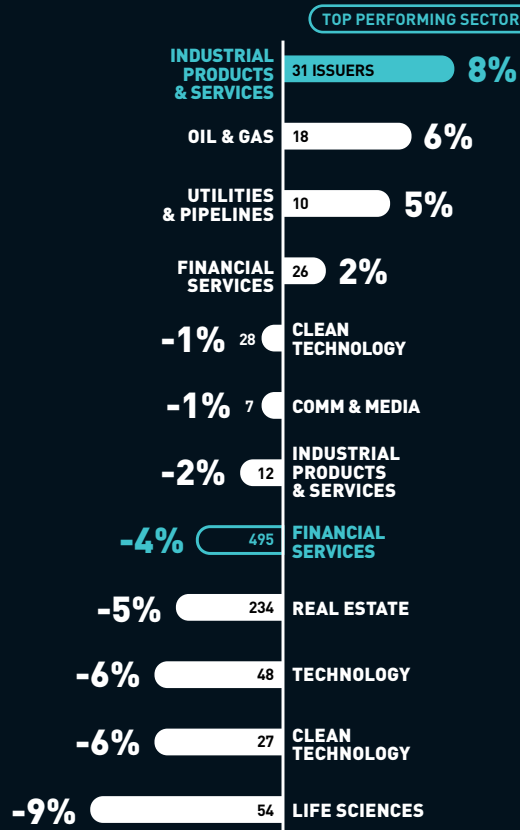 TOP PERFORMING SECTOR
INDUSTRIAL
PRODUCTS
& SERVICES
31 ISSUERS
8%
OIL & GAS
18
6%
UTILITIES
& PIPELINES
10
5%
FINANCIAL
SERVICES
26
2%
-1%
28
CLEAN
TECHNOLOGY
-1%
7
COMM & MEDIA
-2%
12
INDUSTRIAL
PRODUCTS
& SERVICES
-4%
495
FINANCIAL
SERVICES
-5%
234
REAL ESTATE
-6%
48
TECHNOLOGY
-6%
27
CLEAN
TECHNOLOGY
-9%
54
LIFE SCIENCES